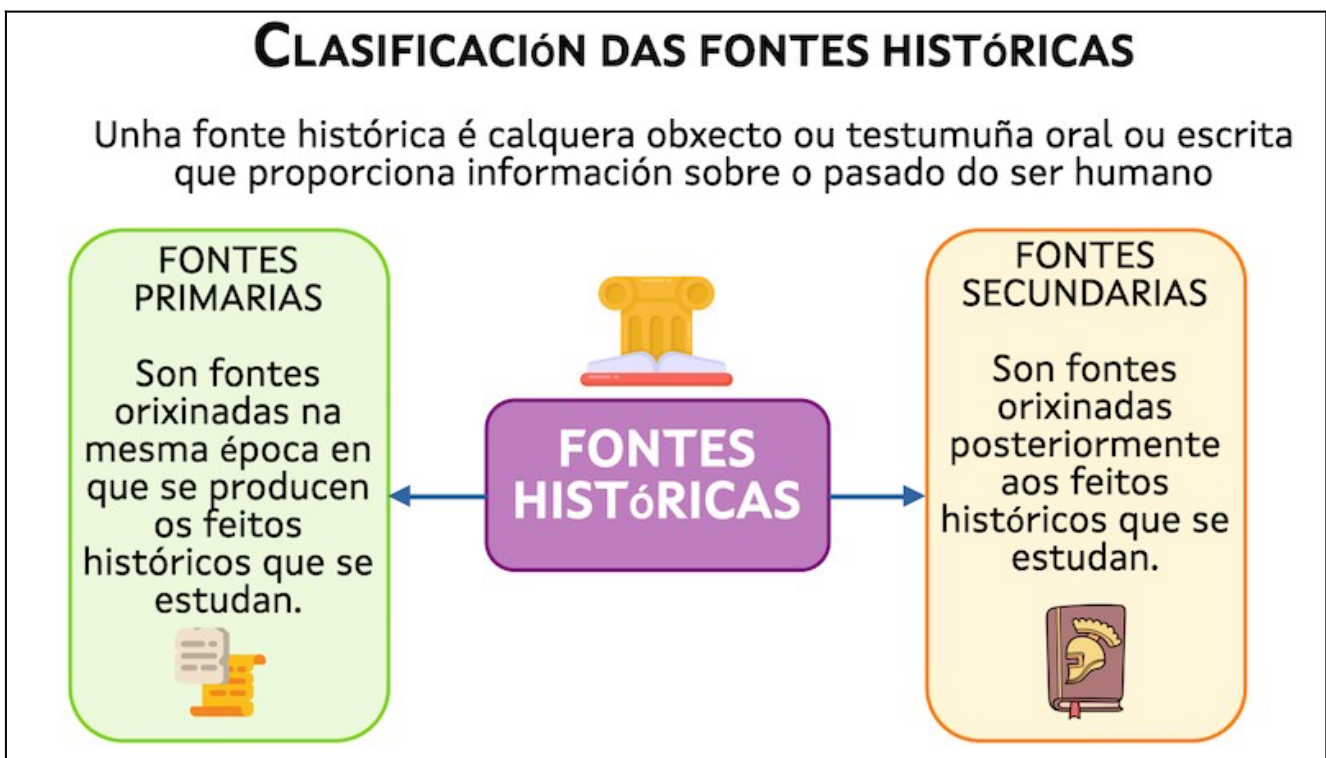 CLASIFICACIÓN DAS FONTES HISTÓRICAS
Unha fonte histórica é calquera obxecto ou testumuña oral ou escrita
que proporciona información sobre o pasado do ser humano
FONTES
PRIMARIAS
Son fontes
orixinadas na
mesma época en
que se producen
os feitos
históricos que se
estudan.
FONTES
HISTÓRICAS
FONTES
SECUNDARIAS
Son fontes
orixinadas
posteriormente
aos feitos
históricos que se
estudan.